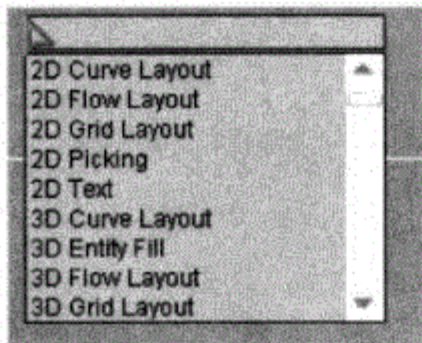 2D Curve Layout
2D Flow Layout
2D Grid Layout
2D Picking
2D Text
3D Curve Layout
3D Entity Fill
3D Flow Layout
3D Grid Layout